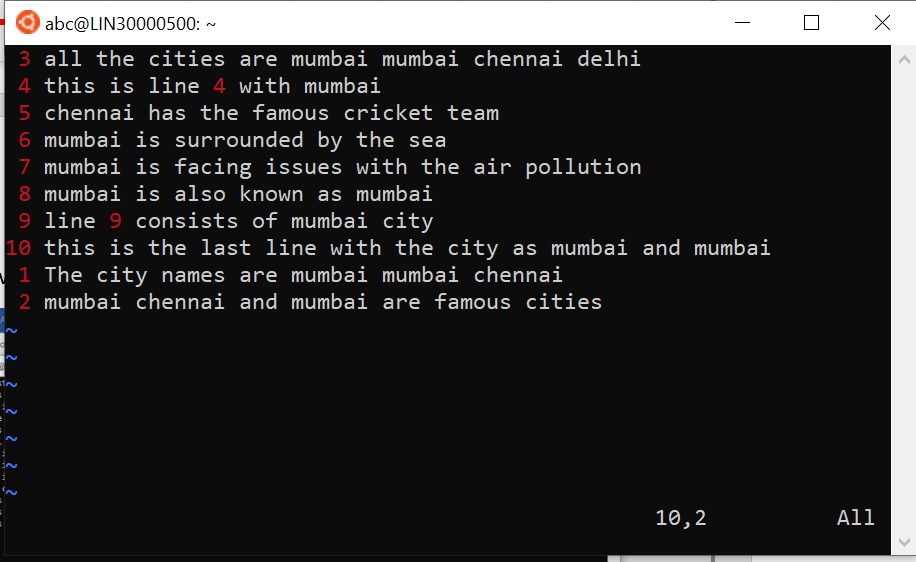 abc@LIN30000500: ~
3 all the cities are mumbai mumbai chennai delhi
4 this is line 4 with mumbai
5 chennai has the famous cricket team
6 mumbai is surrounded by the sea
7 mumbai is facing issues with the air pollution
8 mumbai is also known as mumbai
9 line 9 consists of mumbai city
10 this is the last line with the city as mumbai and mumbai
1 The city names are mumbai mumbai chennai
2 mumbai chennai and mumbai are famous cities
~
~
~
~
~
~
~
10,2 All